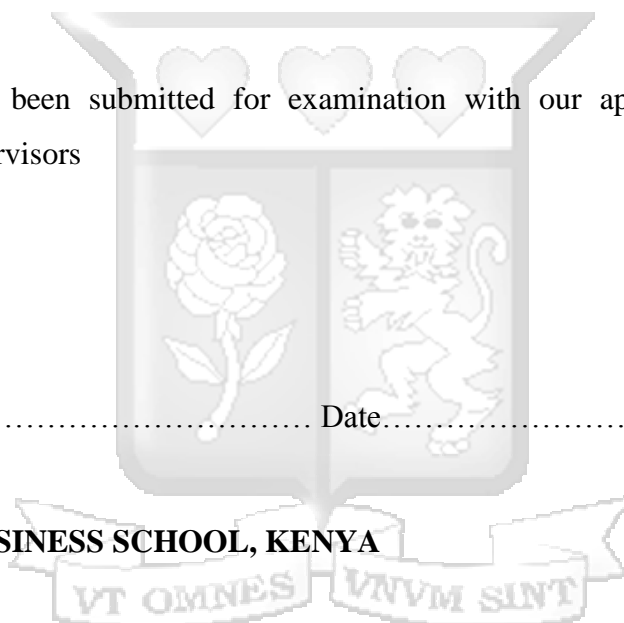 been submitted for examination with our ap
rvisors
………………………… Date…………………
SINESS SCHOOL, KENYA
VT OMNES VNVM SINT